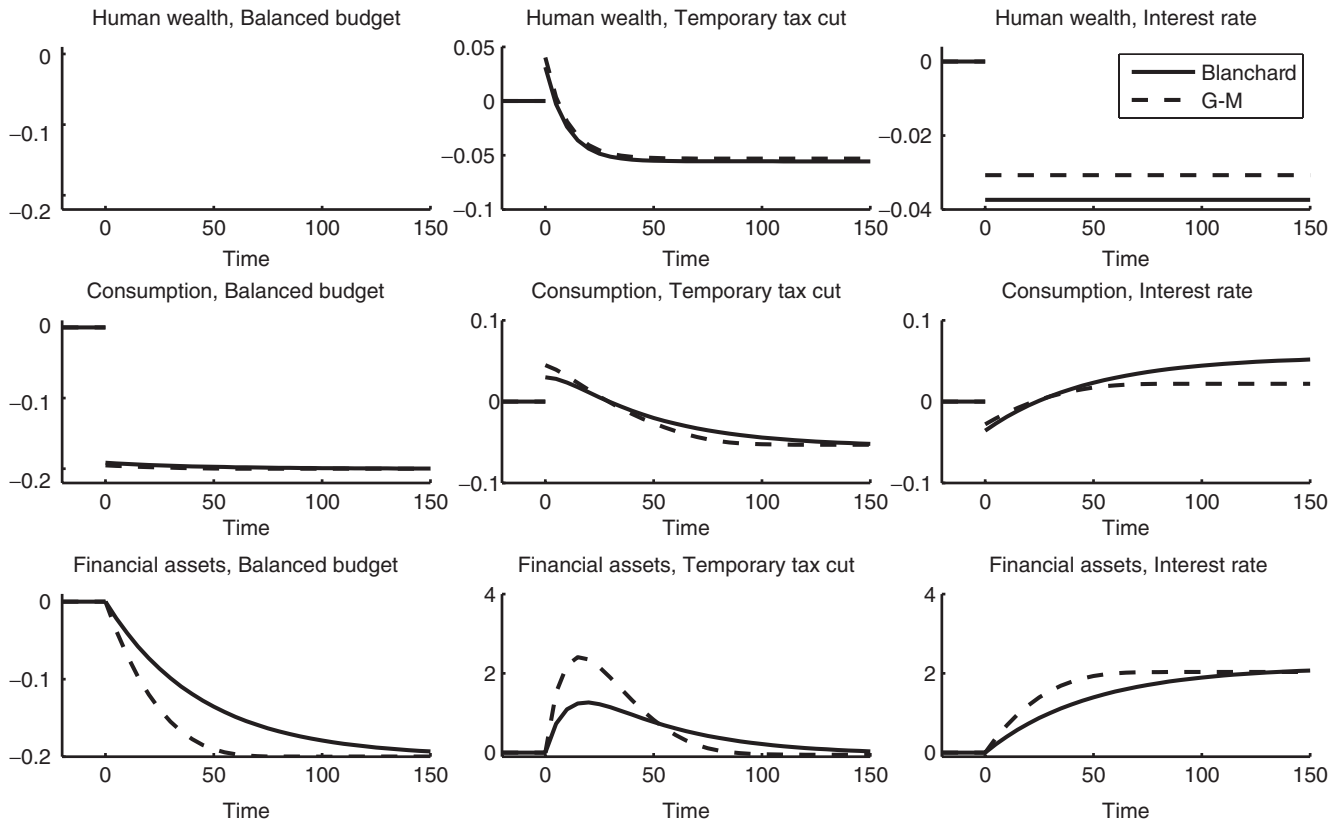 Human wealth, Balanced budget
0
−0.1
−0.2
0 50 100 150
Time
Human wealth, Temporary tax cut
0.05
0
−0.05
−0.1
0 50 100 150
Time
Human wealth, Interest rate
0
−0.02
−0.04
Blanchard
G-M
0 50 100 150
Time
Consumption, Balanced budget
0
−0.1
−0.2
0 50 100 150
Time
Consumption, Temporary tax cut
0.1
0
−0.1
0 50 100 150
Time
Consumption, Interest rate
0.1
0
−0.1
0 50 100 150
Time
Financial assets, Balanced budget
0
−0.1
−0.2
0 50 100 150
Time
Financial assets, Temporary tax cut
4
2
0
0 50 100 150
Time
Financial assets, Interest rate
4
2
0
0 50 100 150
Time